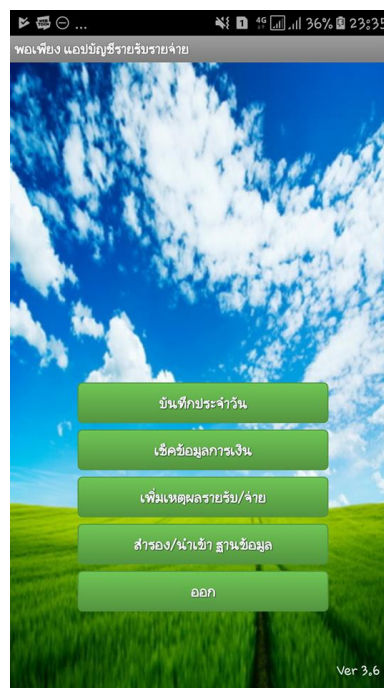 1 4G 36% 23:35
พอเพียง แอปบัญชีรายรับรายจ่าย
บันทึกประจำวัน
เช็คข้อมูลการเงิน
เพิ่มเหตุผลรายรับ/จ่าย
สำรอง/นำเข้า ฐานข้อมูล
ออก
Ver 3.6